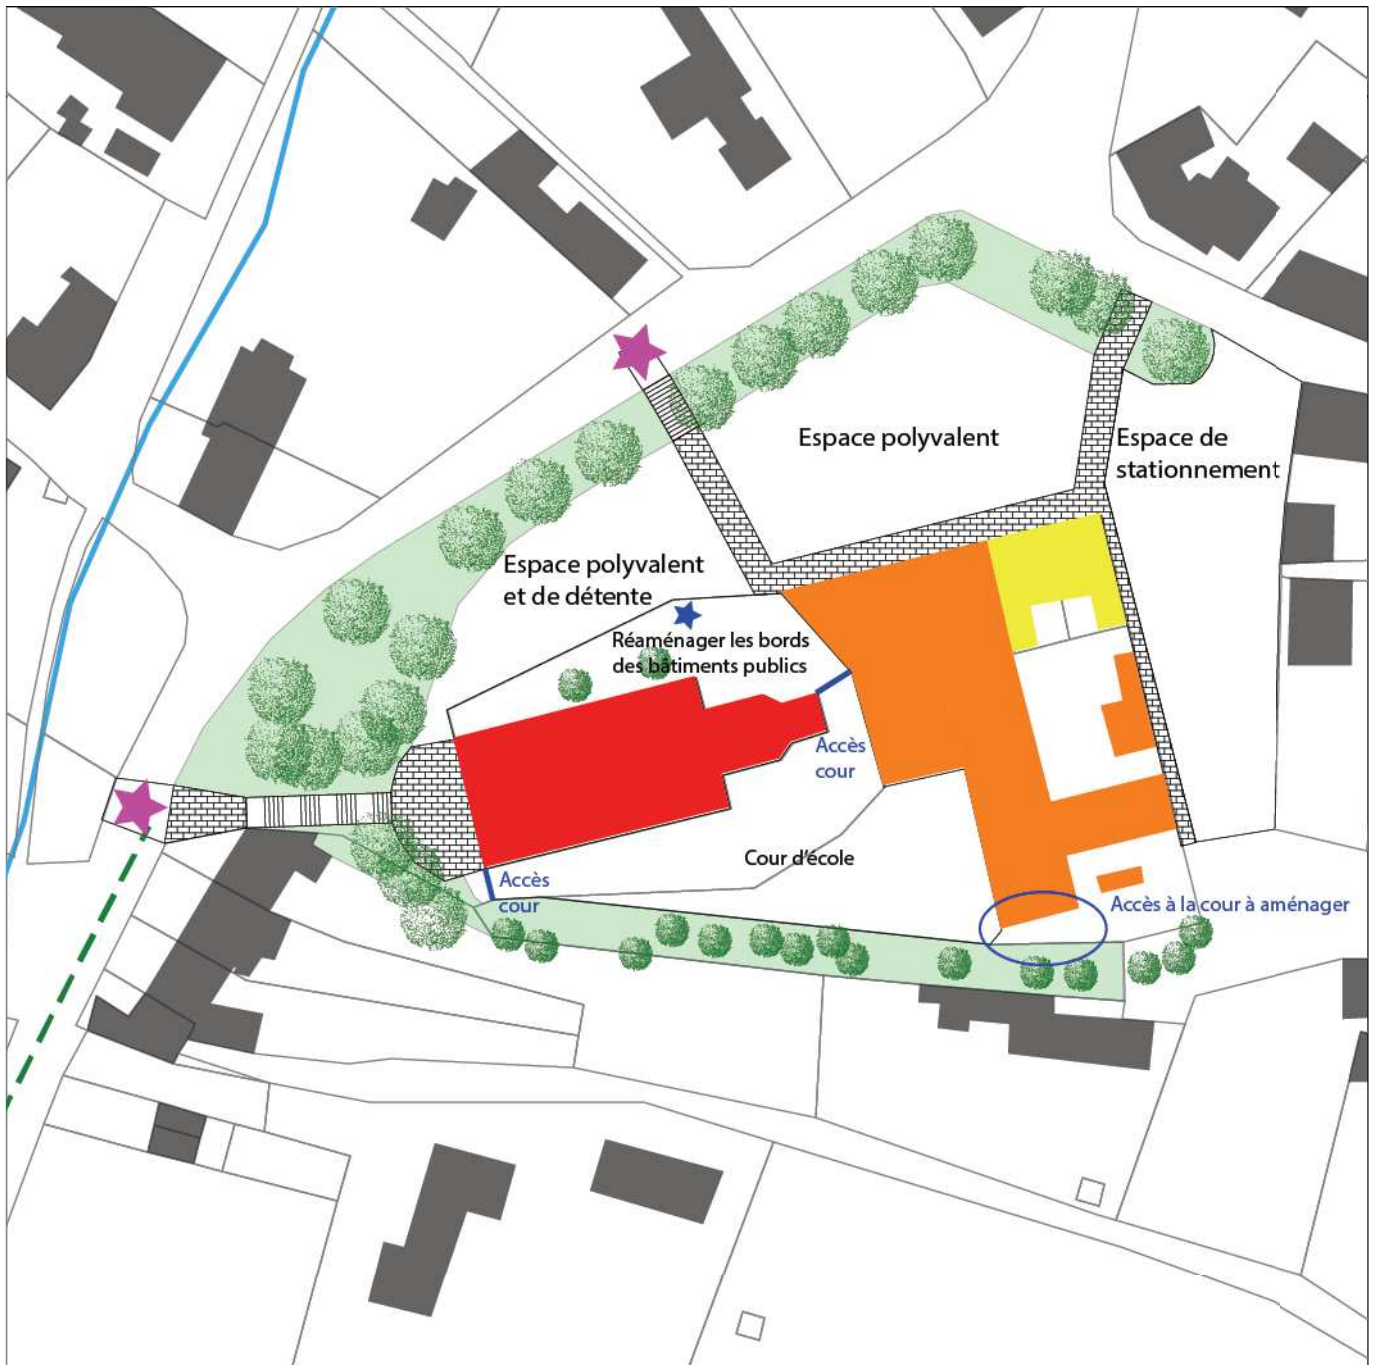 Espace polyvalent
Espace de
stationnement
Espace polyvalent
et de détente
Réaménager les bords
des bâtiments publics
Accès
cour
Cour d'école
Accès
cour
Accès à la cour à aménager